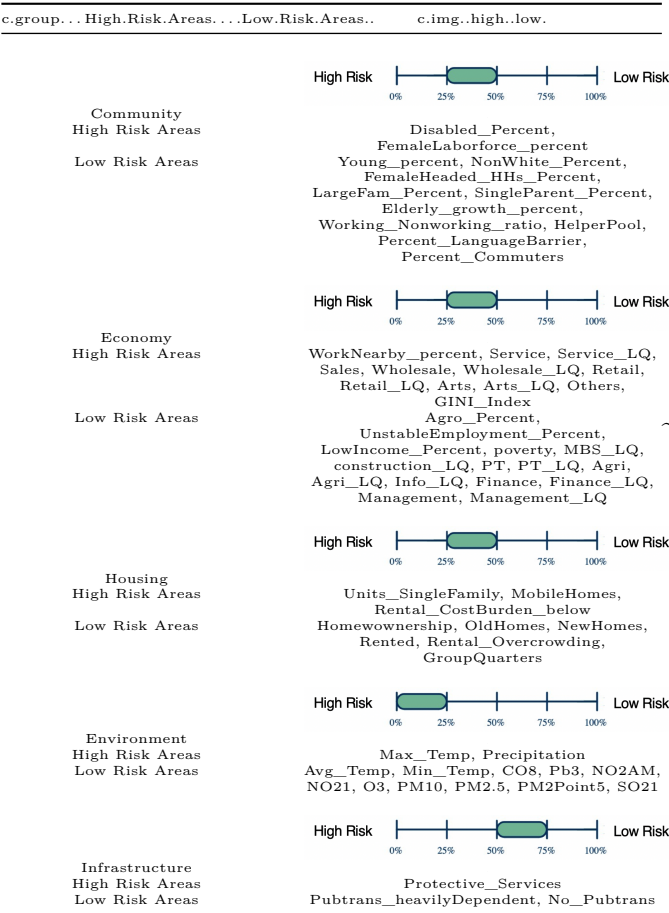 c.group... High.Risk.Areas....Low.Risk.Areas.. c.img..high..low.
High Risk Low Risk
0% 25% 50% 75% 100%
Community
High Risk Areas Disabled_Percent,
FemaleLaborforce_percent
Low Risk Areas Young_percent, NonWhite_Percent,
FemaleHeaded_HHs_Percent,
LargeFam_Percent, SingleParent_Percent,
Elderly_growth_percent,
Working_Nonworking_ratio, HelperPool,
Percent_LanguageBarrier,
Percent_Commuters
High Risk Low Risk
0% 25% 50% 75% 100%
Economy
High Risk Areas WorkNearby_percent, Service, Service_LQ,
Sales, Wholesale, Wholesale_LQ, Retail,
Retail_LQ, Arts, Arts_LQ, Others,
GINI_Index
Low Risk Areas Agro_Percent,
UnstableEmployment_Percent,
LowIncome_Percent, poverty, MBS_LQ,
construction_LQ, PT, PT_LQ, Agri,
Agri_LQ, Info_LQ, Finance, Finance_LQ,
Management, Management_LQ
High Risk Low Risk
0% 25% 50% 75% 100%
Housing
High Risk Areas Units_SingleFamily, MobileHomes,
Rental_CostBurden_below
Low Risk Areas Homewownership, OldHomes, NewHomes,
Rented, Rental_Overcrowding,
GroupQuarters
High Risk Low Risk
0% 25% 50% 75% 100%
Environment
High Risk Areas Max_Temp, Precipitation
Low Risk Areas Avg_Temp, Min_Temp, CO8, Pb3, NO2AM,
NO21, O3, PM10, PM2.5, PM2Point5, SO21
High Risk Low Risk
0% 25% 50% 75% 100%
Infrastructure
High Risk Areas Protective_Services
Low Risk Areas Pubtrans_heavilyDependent, No_Pubtrans